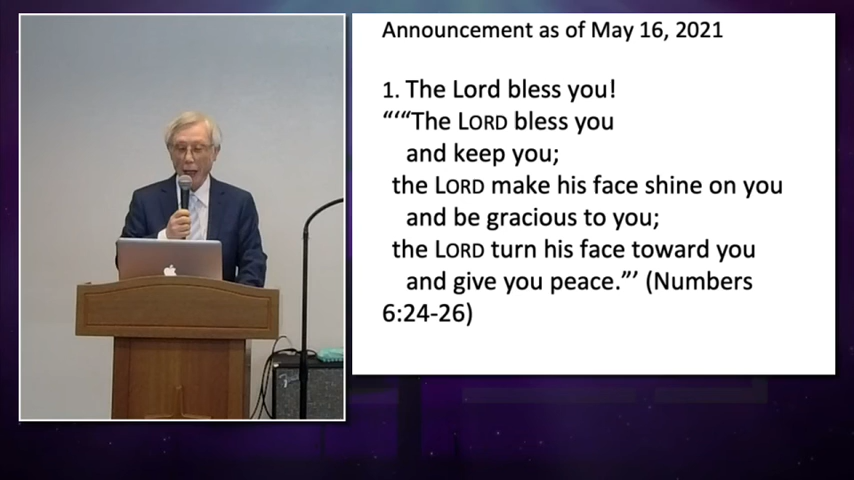 Announcement as of May 16, 2021
1. The Lord bless you!
“‘“The LORD bless you
and keep you;
the LORD make his face shine on you
and be gracious to you;
the LORD turn his face toward you
and give you peace.”’ (Numbers
6:24-26)